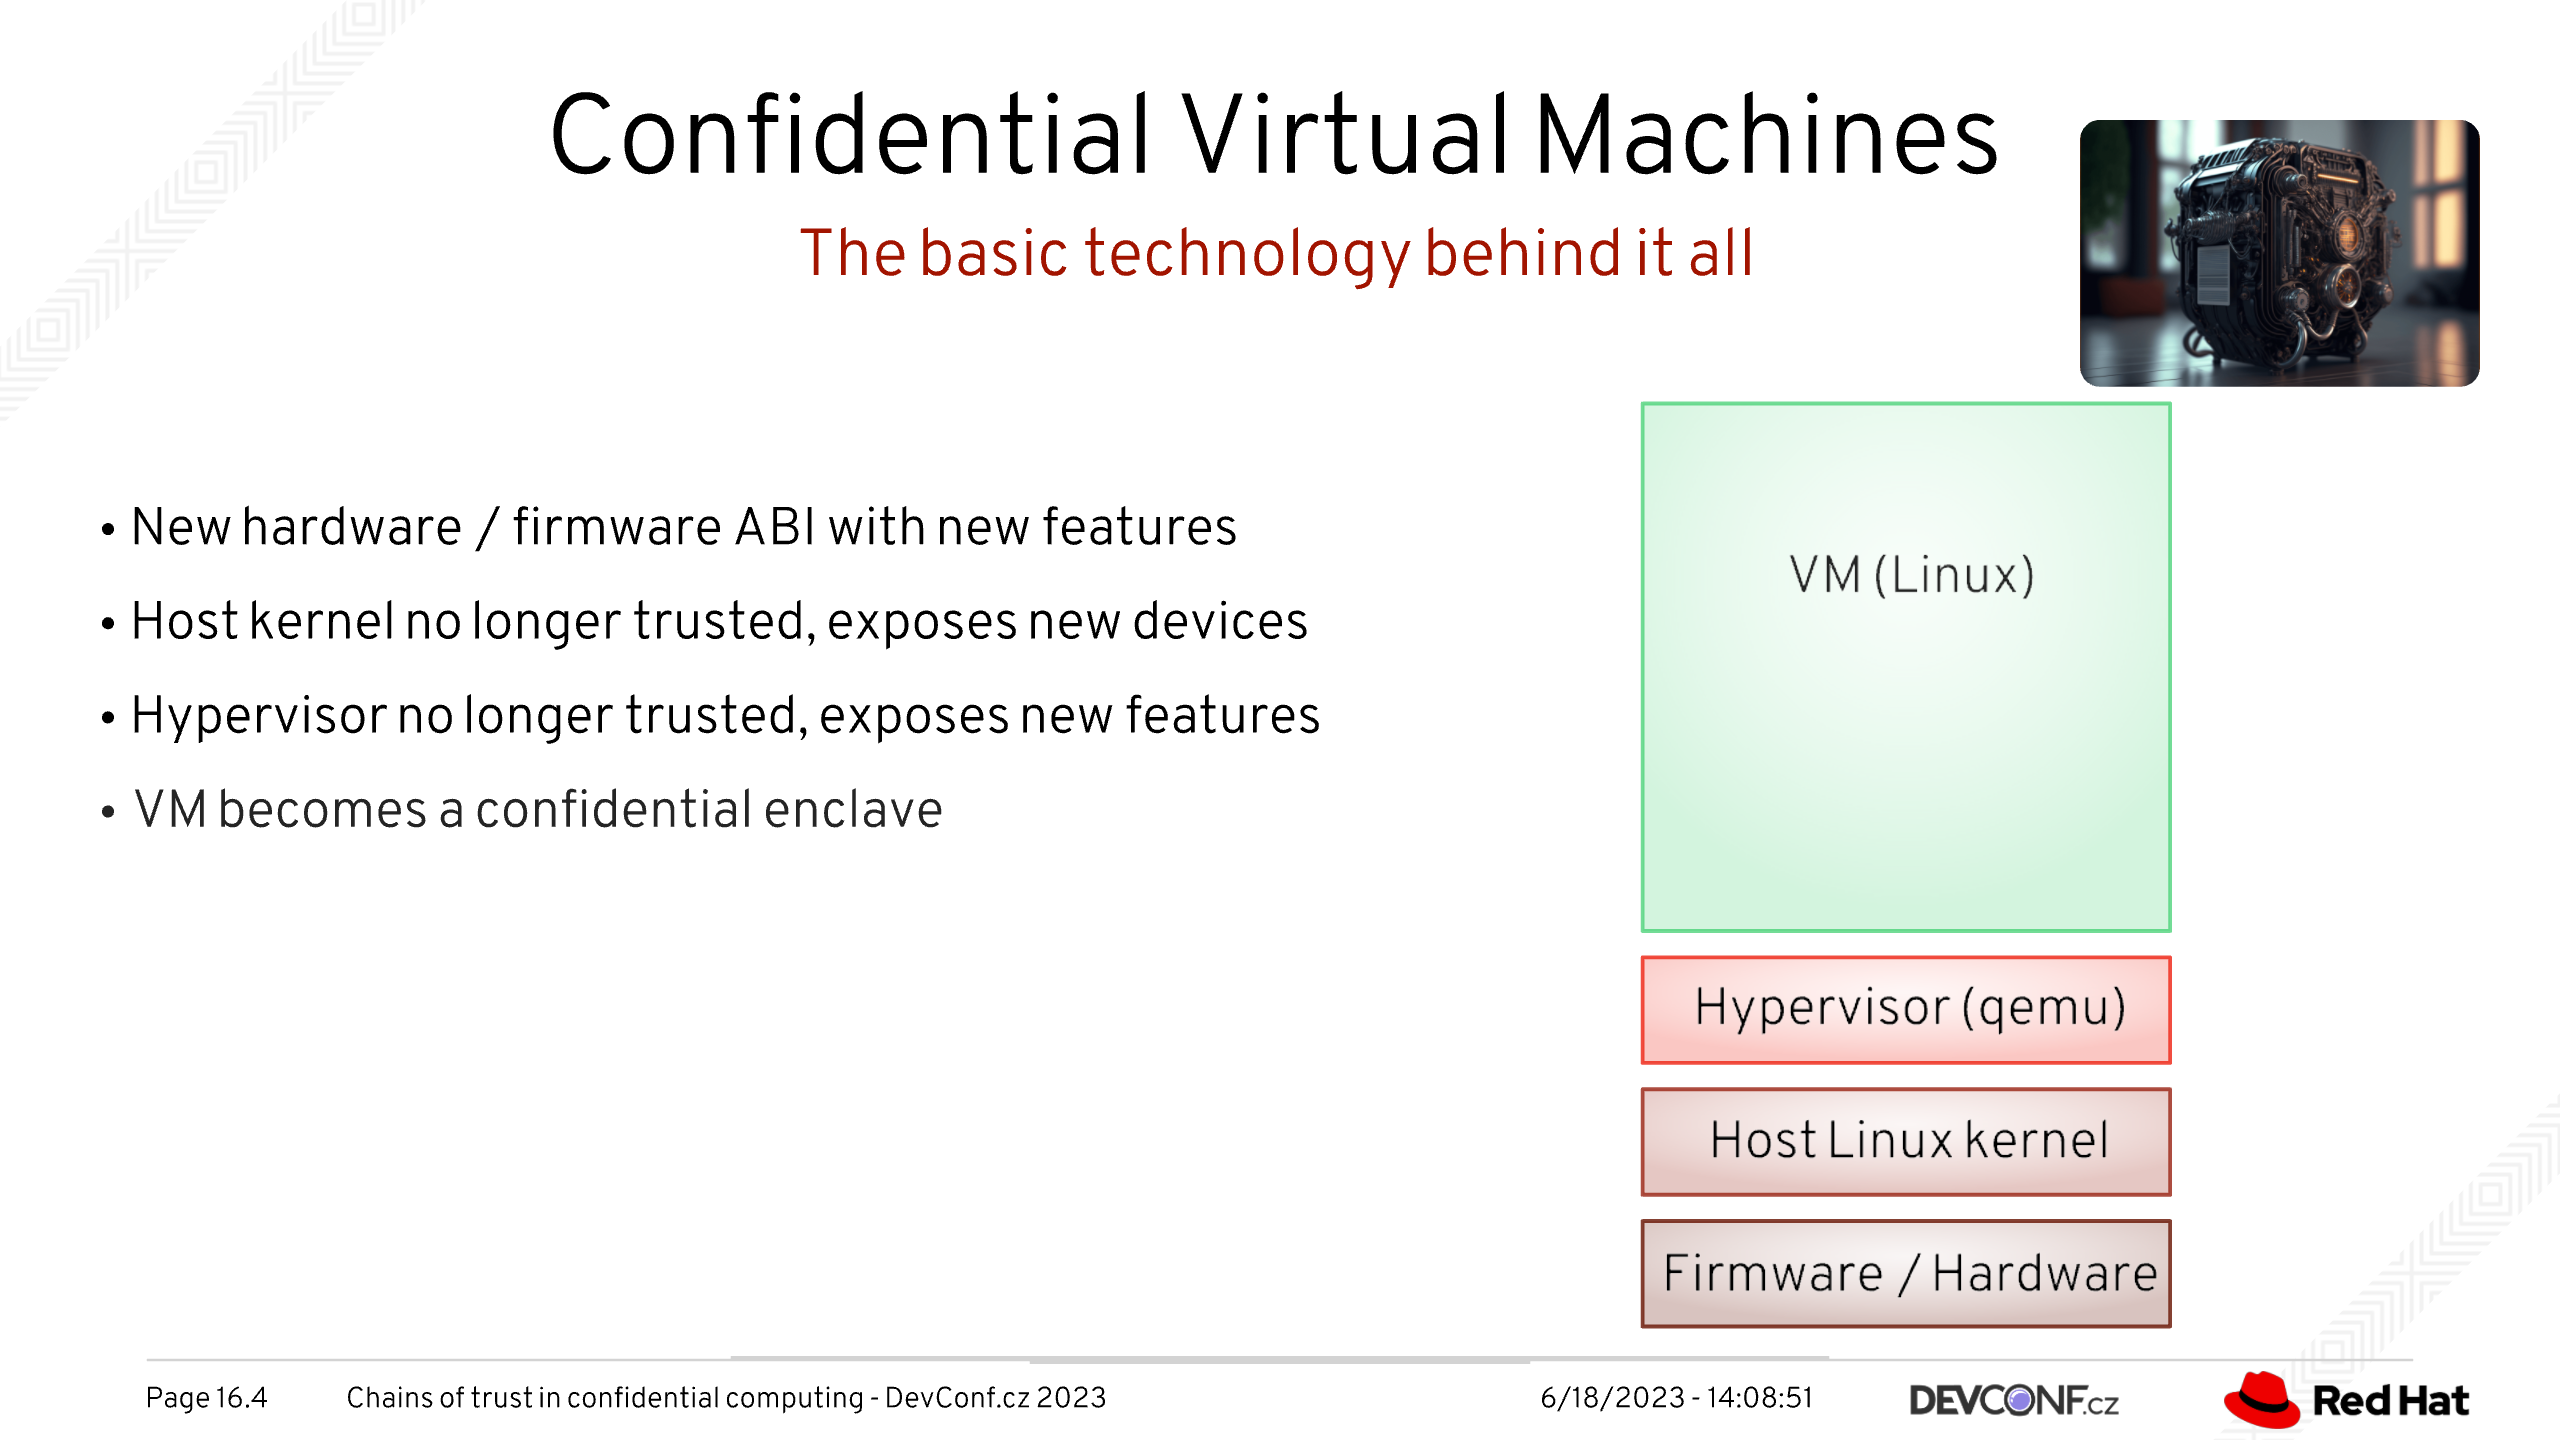 Confidential Virtual Machines
The basic technology behind it all
• New hardware / firmware ABI with new features
• Host kernel no longer trusted, exposes new devices
• Hypervisor no longer trusted, exposes new features
• VM becomes a confidential enclave
VM (Linux)
Hypervisor (qemu)
Host Linux kernel
Firmware / Hardware
Page 16.4
Chains of trust in confidential computing - DevConf.cz 2023
6/18/2023 - 14:08:51
DEVCONF.cz
Red Hat